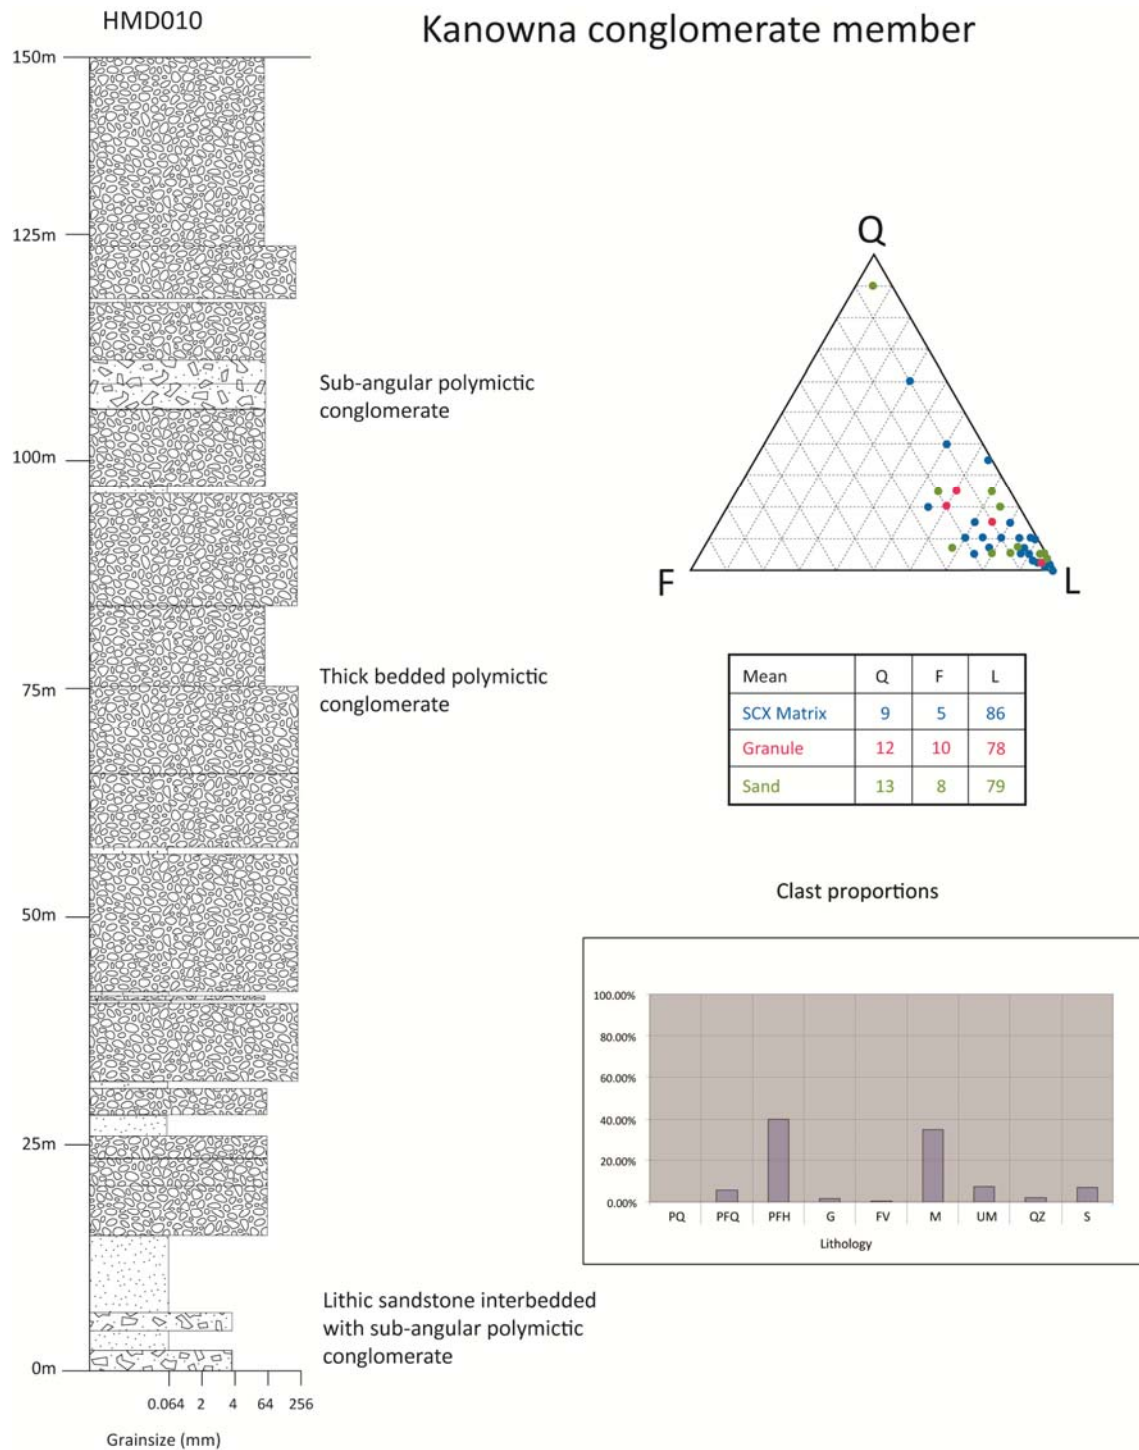 HMD010
Kanowna conglomerate member
150m
125m
100m
75m
50m
25m
0m
0.064 2 4 64 256
Grainsize (mm)
Sub-angular polymictic
conglomerate
Thick bedded polymictic
conglomerate
Lithic sandstone interbedded
with sub-angular polymictic
conglomerate
Q
F
L
Mean Q F L
SCX Matrix 9 5 86
Granule 12 10 78
Sand 13 8 79
Clast proportions
100.00%
80.00%
60.00%
40.00%
20.00%
0.00%
PQ PFQ PFH G FV M UM QZ S
Lithology